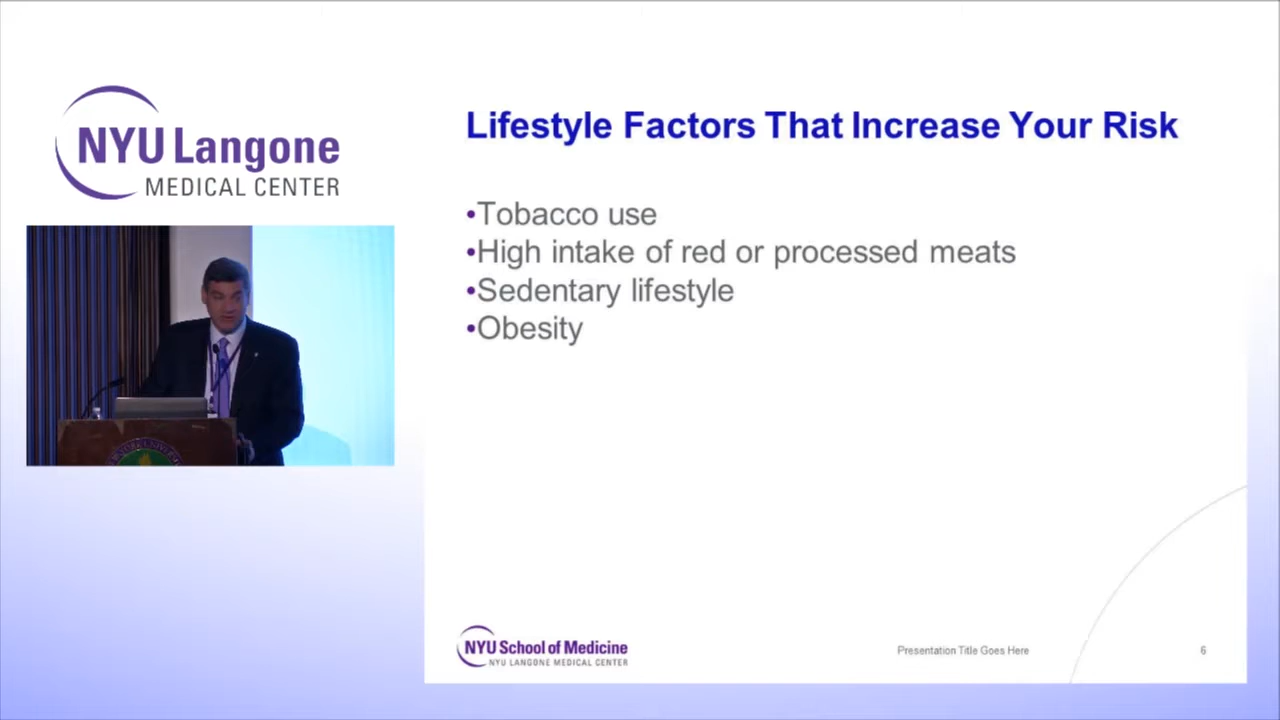 NYU Langone
MEDICAL CENTER
Lifestyle Factors That Increase Your Risk
•Tobacco use
•High intake of red or processed meats
•Sedentary lifestyle
•Obesity
NYU School of Medicine
NYU LANGONE MEDICAL CENTER
Presentation Title Goes Here
6